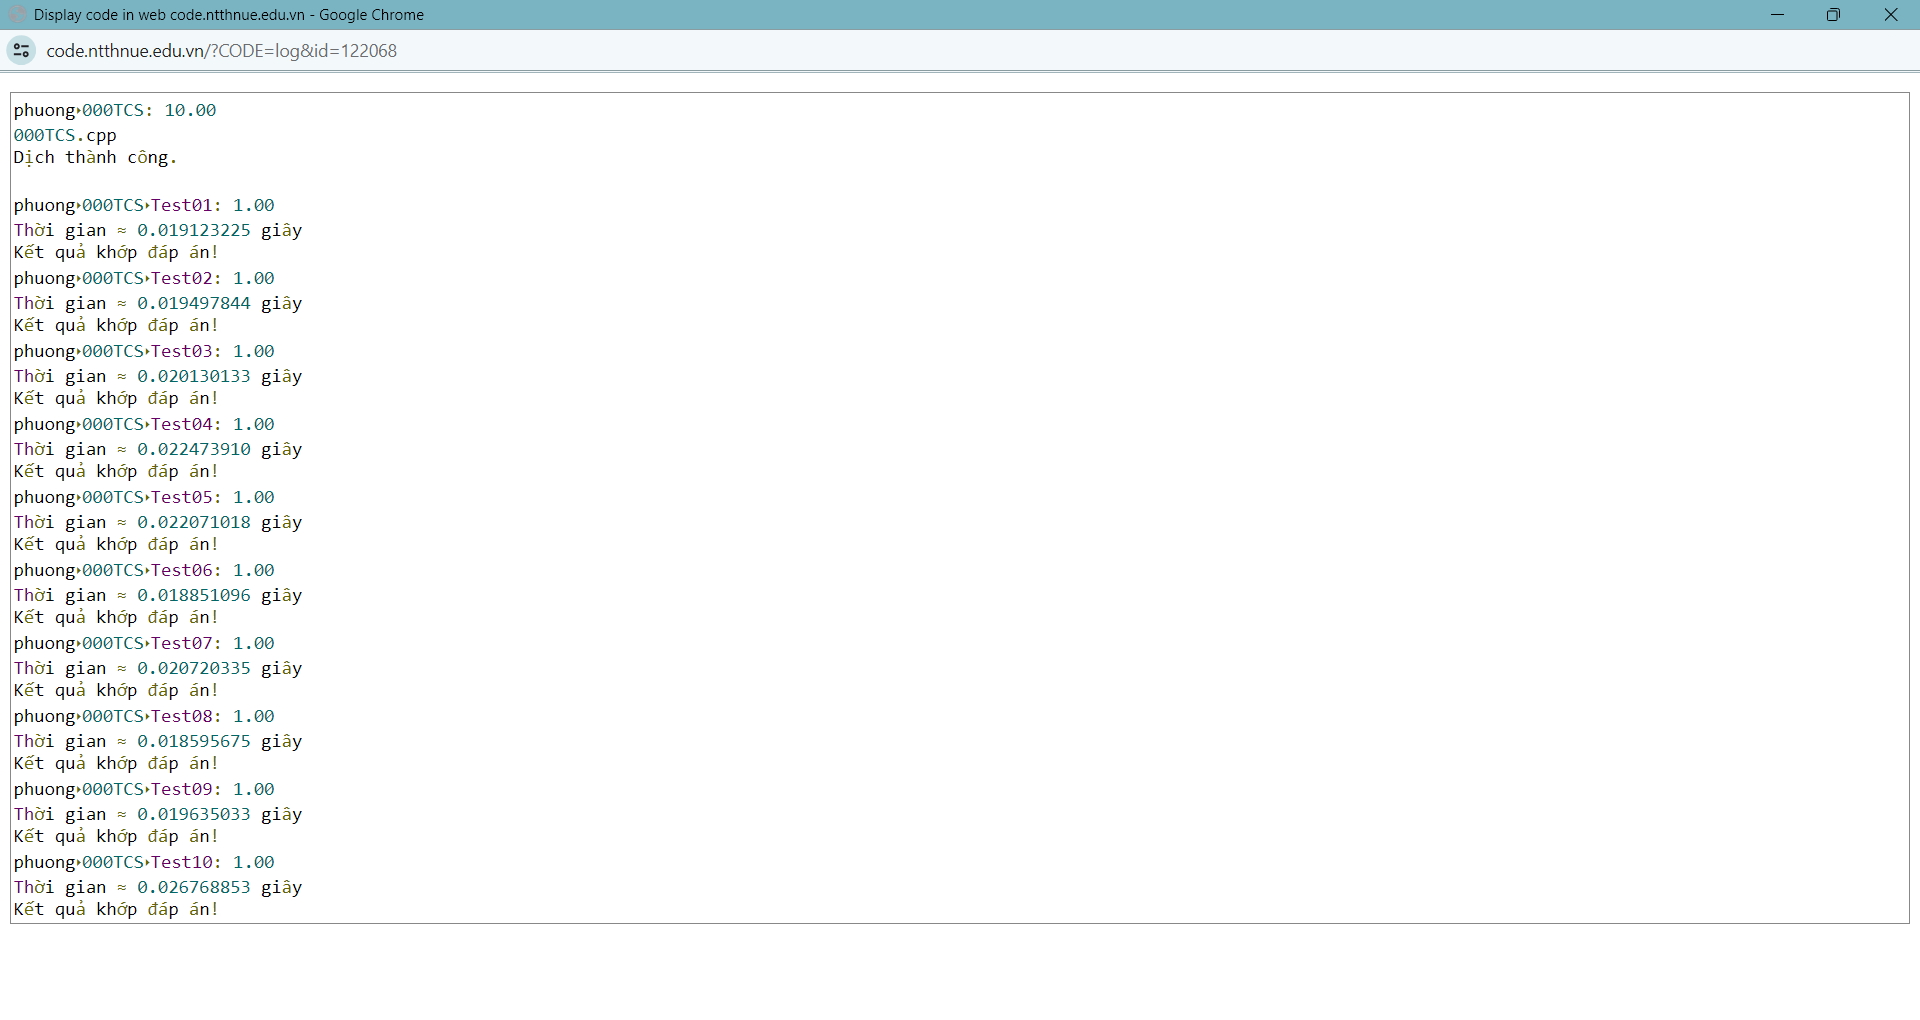 Display code in web code.ntthnue.edu.vn - Google Chrome
code.ntthnue.edu.vn/?CODE=log&id=122068
phuong‣000TCS: 10.00
000TCS.cpp
Dịch thành công.
phuong‣000TCS‣Test01: 1.00
Thời gian ≈ 0.019123225 giây
Kết quả khớp đáp án!
phuong‣000TCS‣Test02: 1.00
Thời gian ≈ 0.019497844 giây
Kết quả khớp đáp án!
phuong‣000TCS‣Test03: 1.00
Thời gian ≈ 0.020130133 giây
Kết quả khớp đáp án!
phuong‣000TCS‣Test04: 1.00
Thời gian ≈ 0.022473910 giây
Kết quả khớp đáp án!
phuong‣000TCS‣Test05: 1.00
Thời gian ≈ 0.022071018 giây
Kết quả khớp đáp án!
phuong‣000TCS‣Test06: 1.00
Thời gian ≈ 0.018851096 giây
Kết quả khớp đáp án!
phuong‣000TCS‣Test07: 1.00
Thời gian ≈ 0.020720335 giây
Kết quả khớp đáp án!
phuong‣000TCS‣Test08: 1.00
Thời gian ≈ 0.018595675 giây
Kết quả khớp đáp án!
phuong‣000TCS‣Test09: 1.00
Thời gian ≈ 0.019635033 giây
Kết quả khớp đáp án!
phuong‣000TCS‣Test10: 1.00
Thời gian ≈ 0.026768853 giây
Kết quả khớp đáp án!